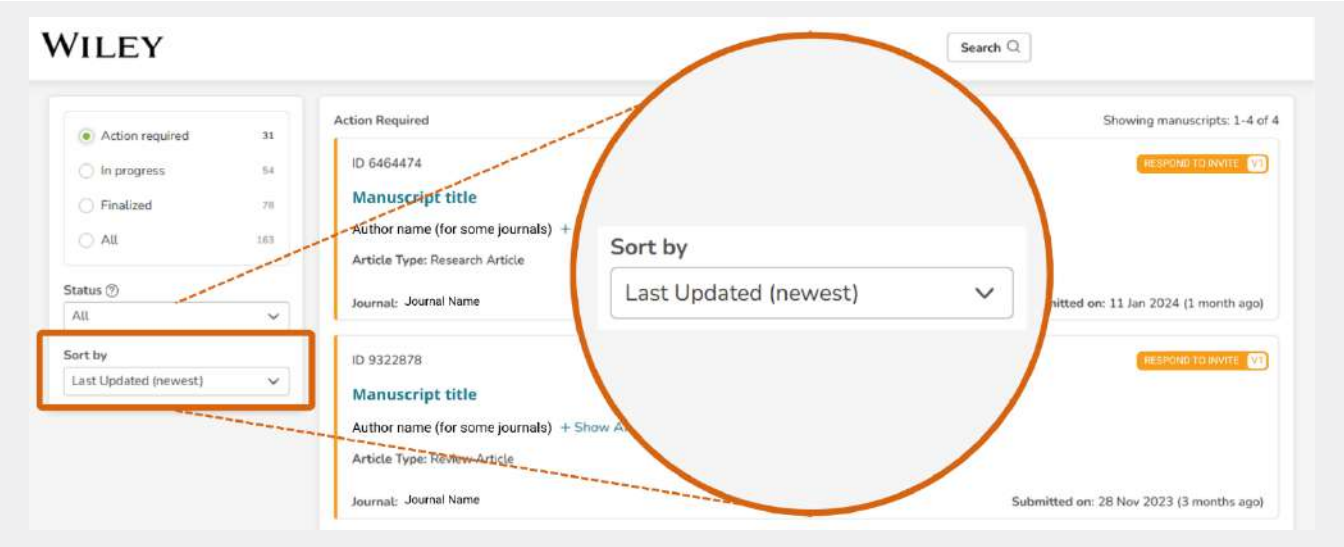 WILEY
Search
Action required 31
In progress 54
Finalized 78
All 163
Status
All
Sort by
Last Updated (newest)
Action Required
Showing manuscripts: 1-4 of 4
ID 6464474
RESPOND TO INVITE V1
Manuscript title
Author name (for some journals) +
Article Type: Research Article
Journal: Journal Name
on: 11 Jan 2024 (1 month ago)
ID 9322878
RESPOND TO INVITE V1
Manuscript title
Author name (for some journals) + Show
Article Type: Review Article
Journal: Journal Name
Submitted on: 28 Nov 2023 (3 months ago)
Sort by
Last Updated (newest)